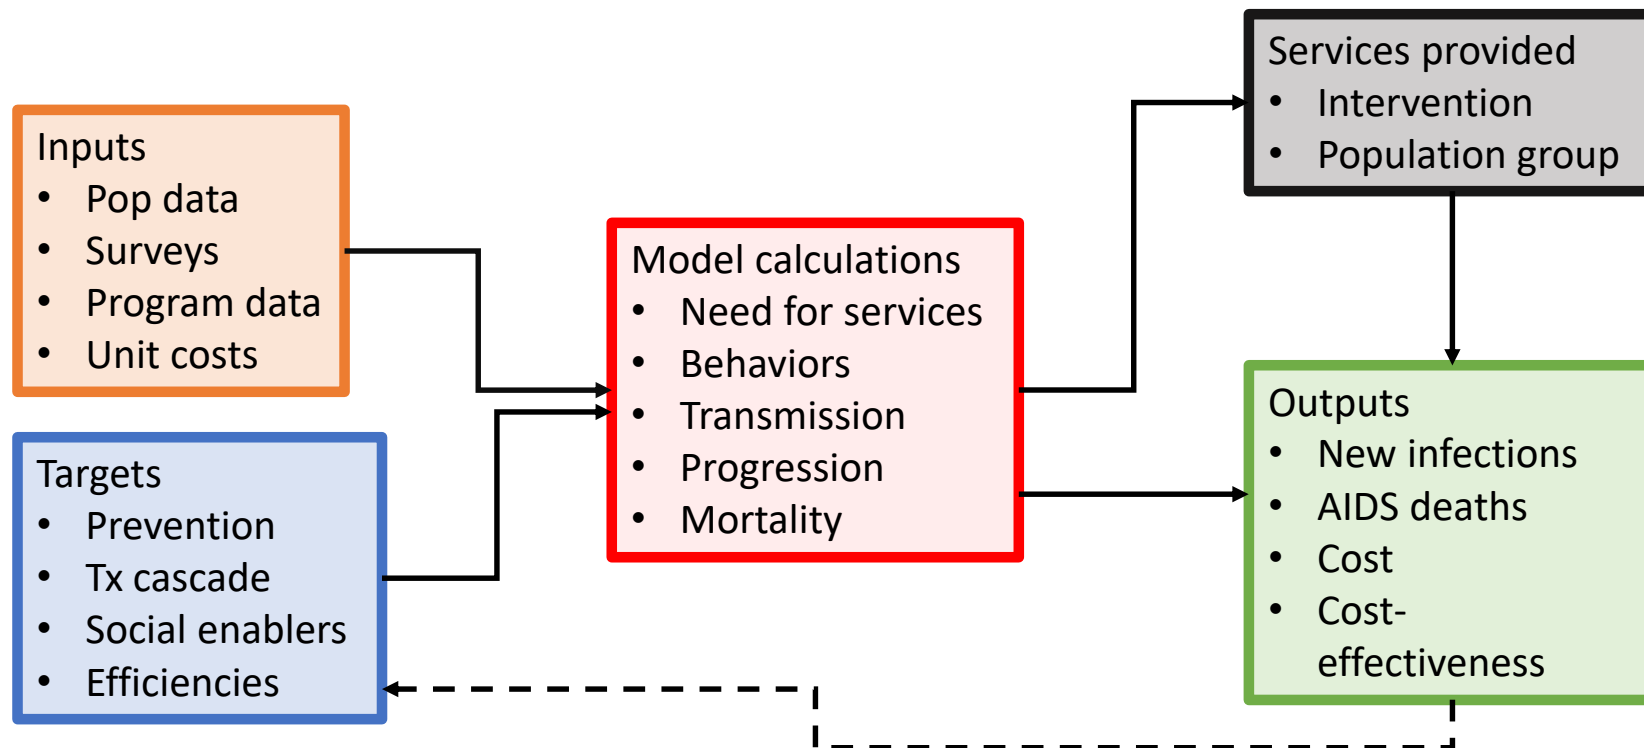 Inputs
• Pop data
• Surveys
• Program data
• Unit costs
Targets
• Prevention
• Tx cascade
• Social enablers
• Efficiencies
Model calculations
• Need for services
• Behaviors
• Transmission
• Progression
• Mortality
Services provided
• Intervention
• Population group
Outputs
• New infections
• AIDS deaths
• Cost
• Cost-
effectiveness